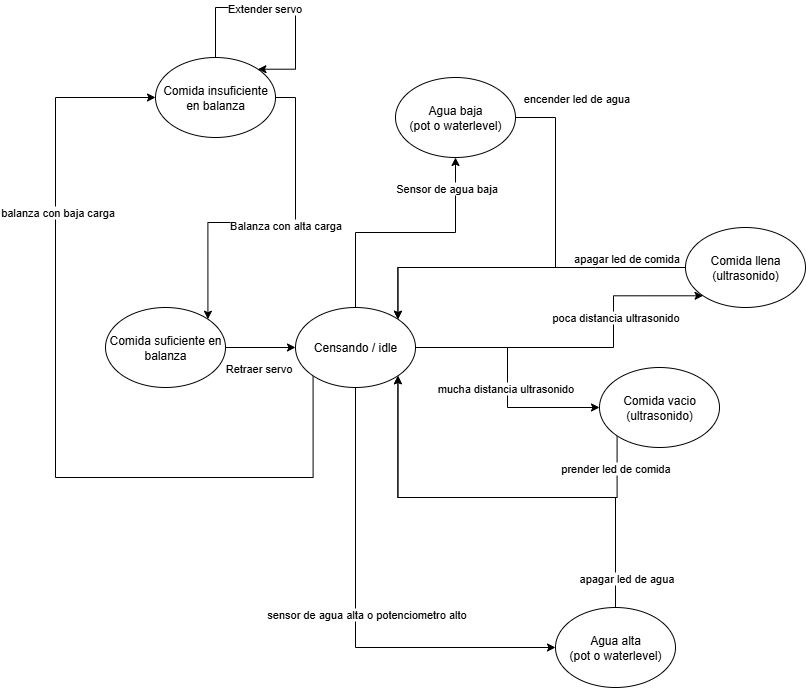 Extender servo
Comida insuficiente
en balanza
encender led de agua
Agua baja
(pot o waterlevel)
Sensor de agua baja
balanza con baja carga
Balanza con alta carga
apagar led de comida
Comida llena
(ultrasonido)
poca distancia ultrasonido
Comida suficiente en
balanza
Censando / idle
Retraer servo
mucha distancia ultrasonido
Comida vacio
(ultrasonido)
prender led de comida
apagar led de agua
sensor de agua alta o potenciometro alto
Agua alta
(pot o waterlevel)